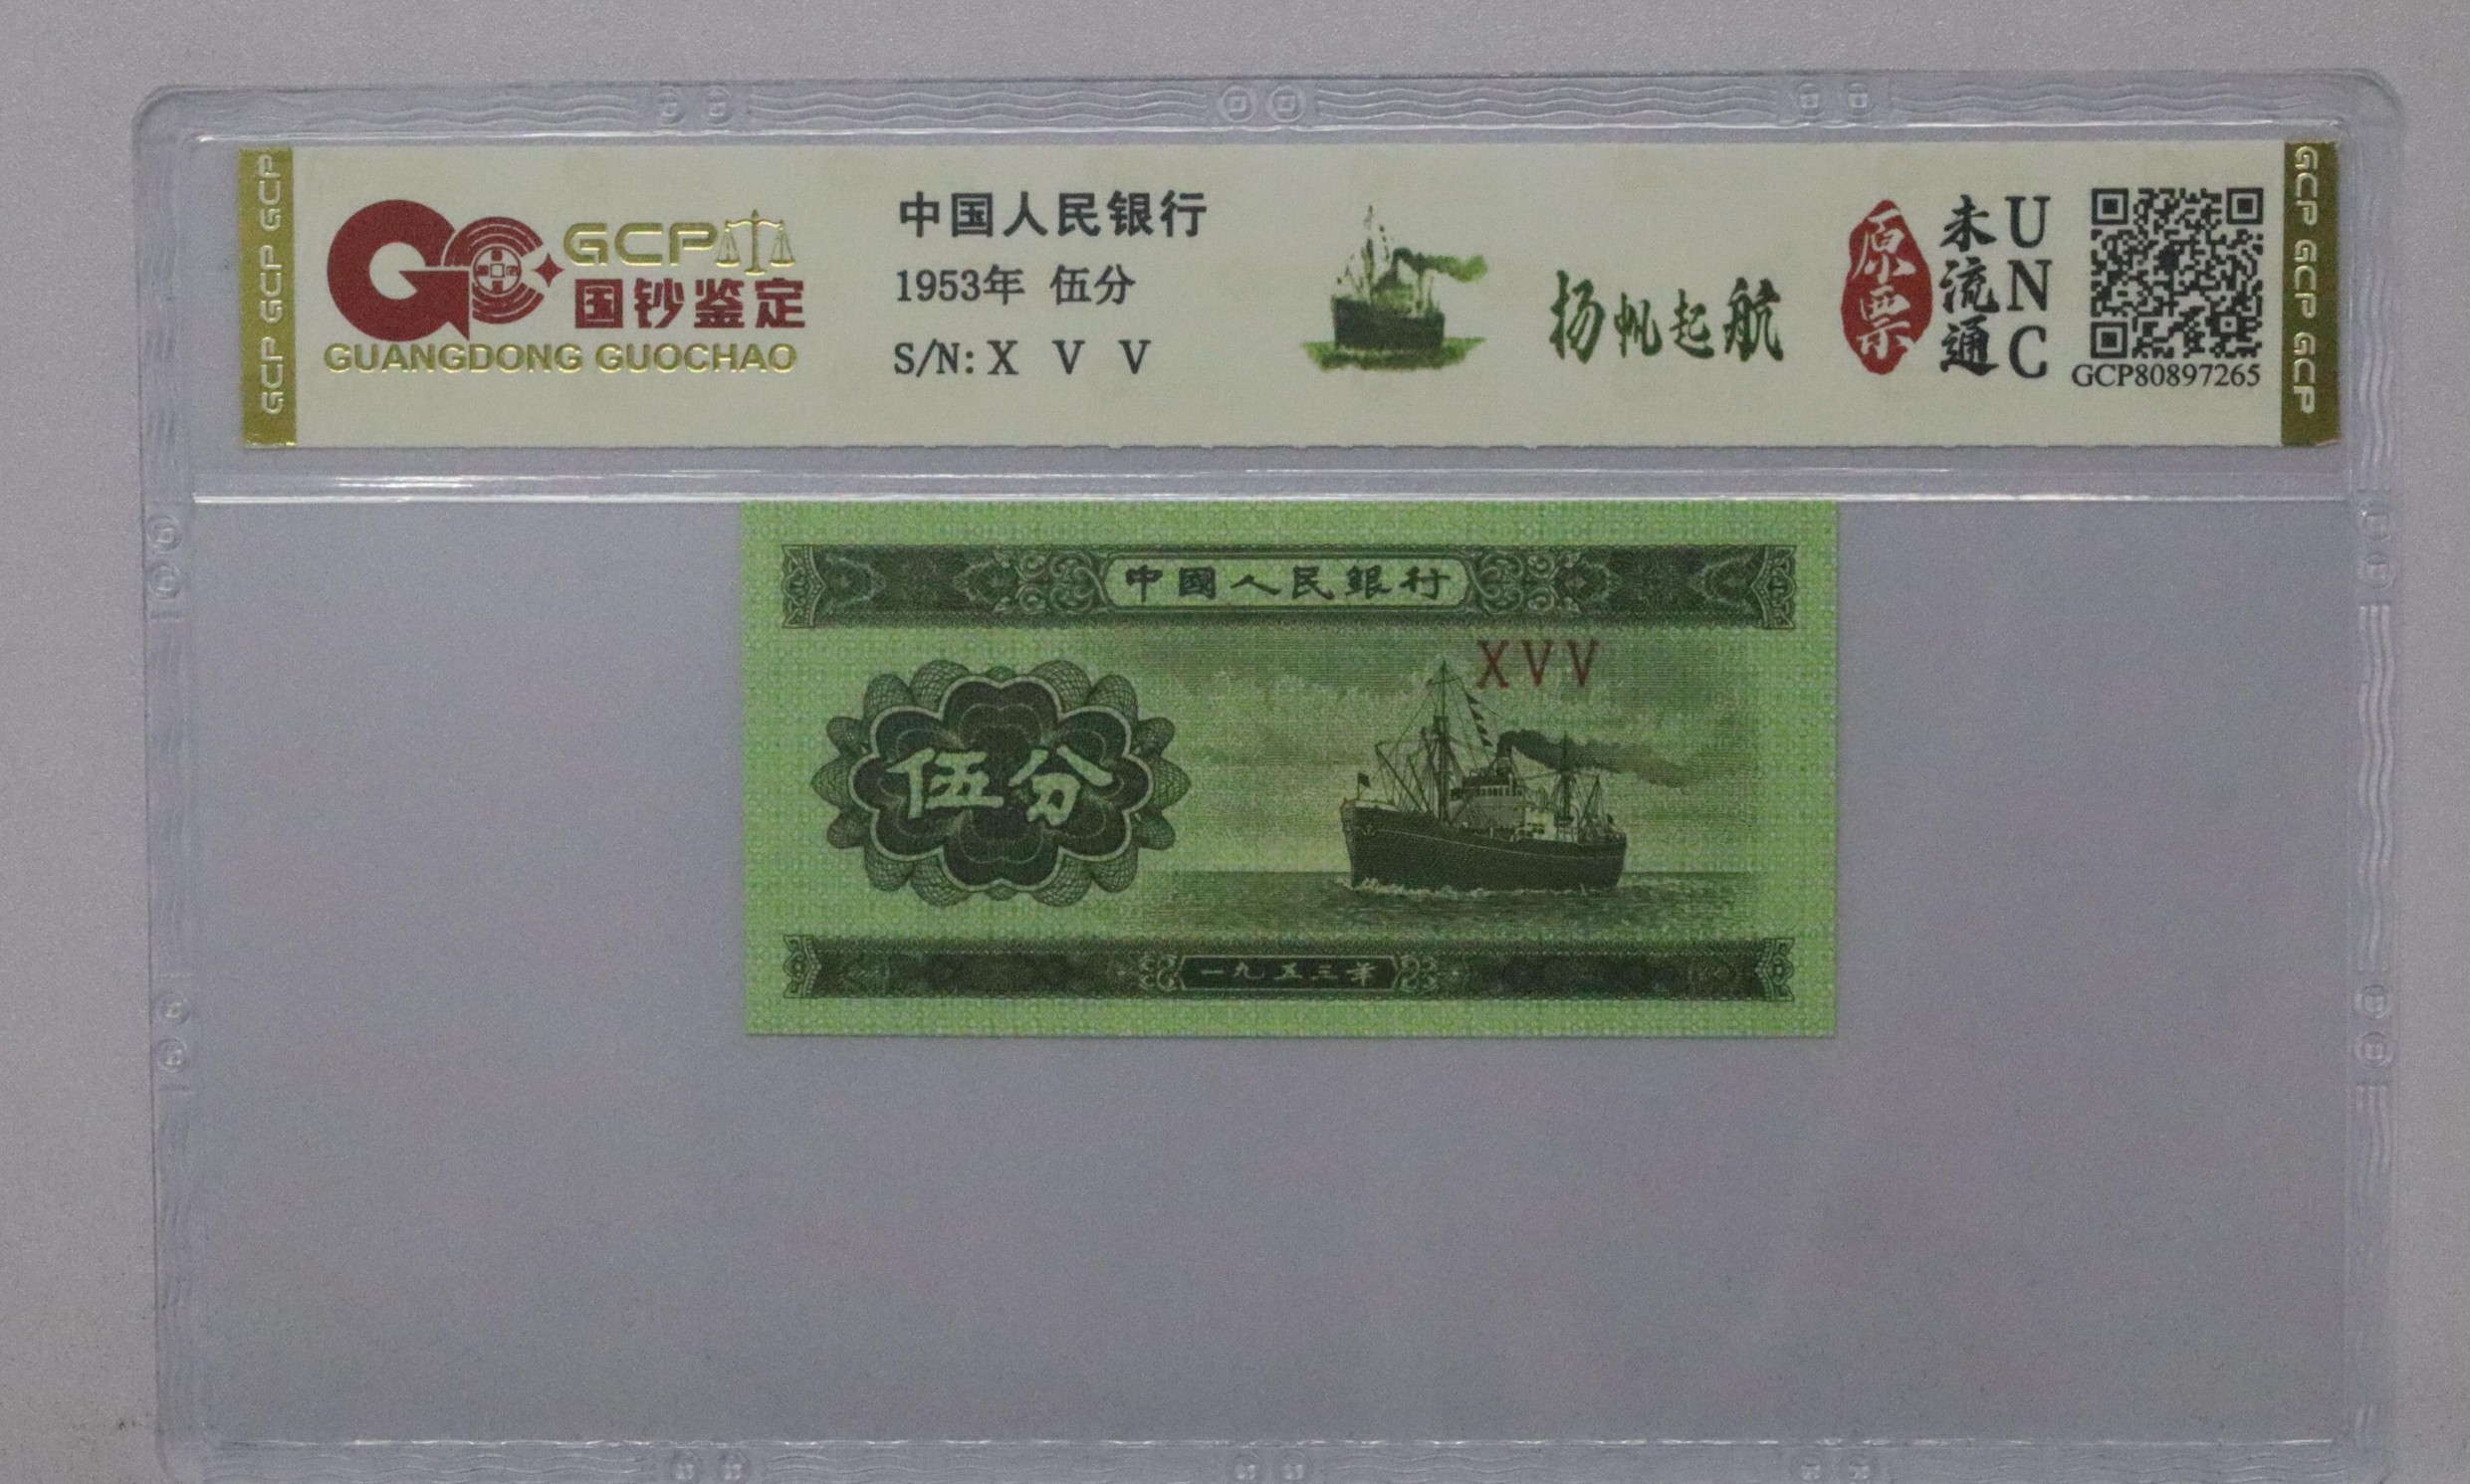 GCP GCP GCP
GCP
国钞鉴定
GUANGDONG GUOCHAO
中国人民银行
1953年 伍分
S/N: X V V
扬帆起航
原票
未流通
UNC
GCP80897265
GCP GCP GCP
中國人民銀行
XVV
伍分
一九五三年